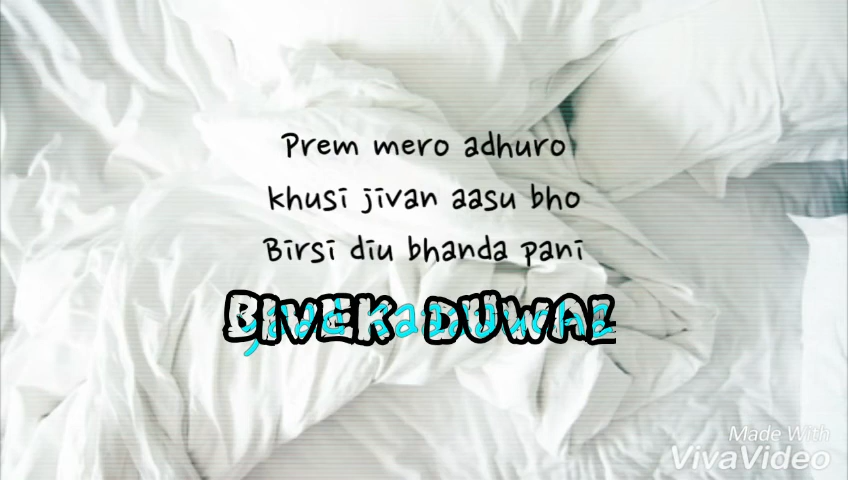 Prem mero adhuro
khusi jivan aasu bho
Birsi diu bhanda pani
BIVEK DUWAL
Made With
VivaVideo